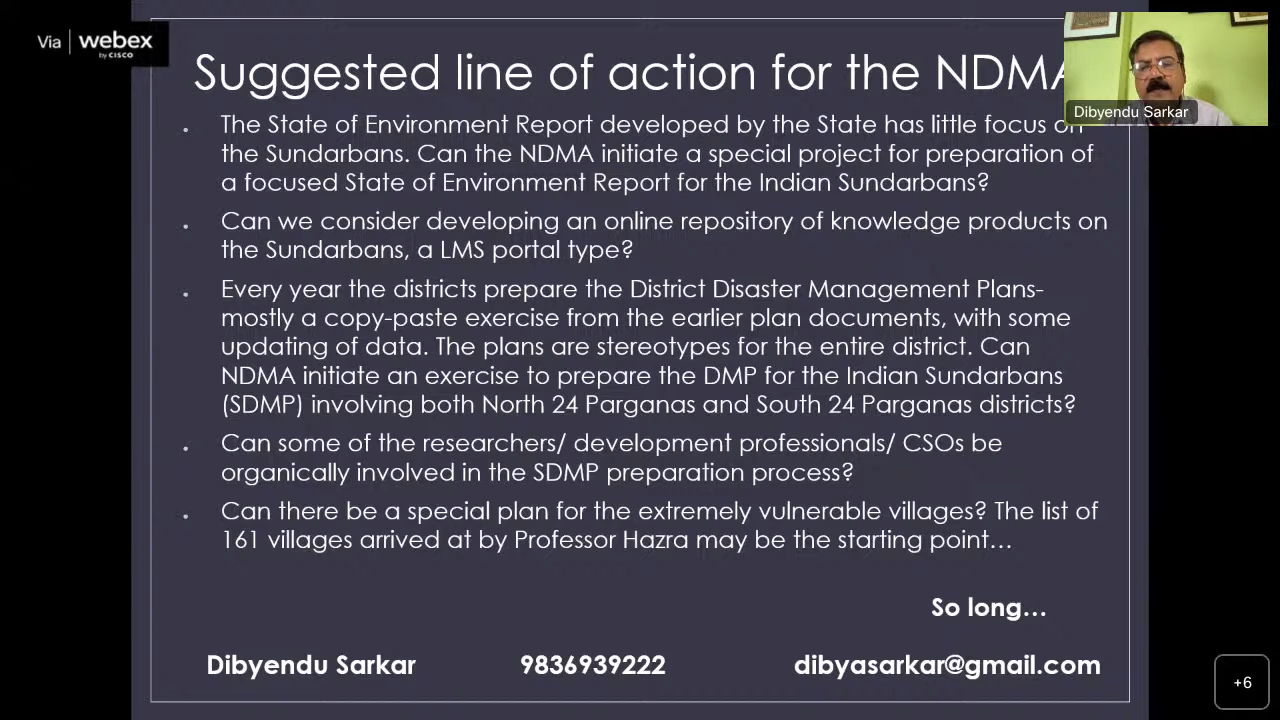 Via webex
by CISCO
Suggested line of action for the NDMA
Dibyendu Sarkar
The State of Environment Report developed by the State has little focus on
the Sundarbans. Can the NDMA initiate a special project for preparation of
a focused State of Environment Report for the Indian Sundarbans?
Can we consider developing an online repository of knowledge products on
the Sundarbans, a LMS portal type?
Every year the districts prepare the District Disaster Management Plans-
mostly a copy-paste exercise from the earlier plan documents, with some
updating of data. The plans are stereotypes for the entire district. Can
NDMA initiate an exercise to prepare the DMP for the Indian Sundarbans
(SDMP) involving both North 24 Parganas and South 24 Parganas districts?
Can some of the researchers/ development professionals/ CSOs be
organically involved in the SDMP preparation process?
Can there be a special plan for the extremely vulnerable villages? The list of
161 villages arrived at by Professor Hazra may be the starting point…
So long…
Dibyendu Sarkar 9836939222 dibyasarkar@gmail.com
+6